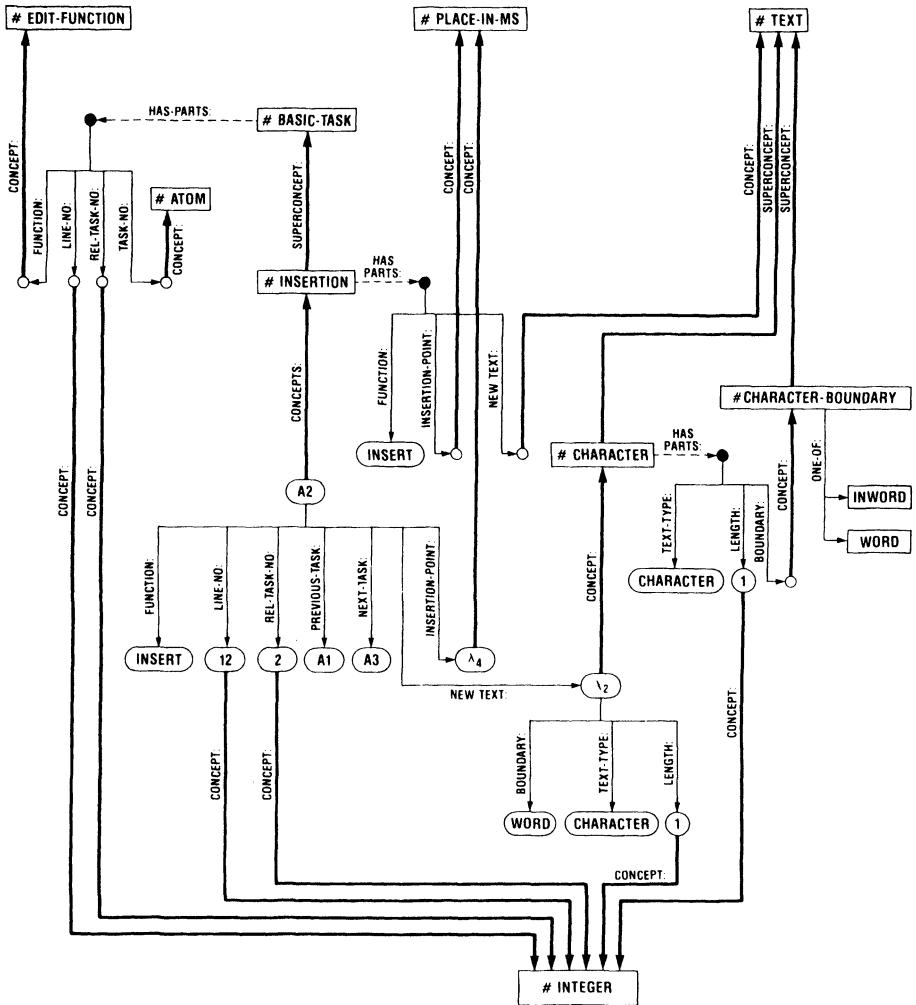 # EDIT-FUNCTION
# PLACE-IN-MS
# TEXT
HAS-PARTS:
# BASIC-TASK
CONCEPT:
FUNCTION:
LINE-NO:
REL-TASK-NO:
TASK-NO:
# ATOM
CONCEPT:
SUPERCONCEPT:
CONCEPT:
CONCEPT:
CONCEPT:
SUPERCONCEPT:
SUPERCONCEPT:
# INSERTION
HAS
PARTS:
FUNCTION:
INSERTION-POINT:
NEW TEXT:
INSERT
CONCEPTS:
#CHARACTER-BOUNDARY
ONE-OF:
INWORD
WORD
# CHARACTER
HAS
PARTS:
CONCEPT:
TEXT-TYPE:
LENGTH:
BOUNDARY:
CHARACTER
1
CONCEPT:
CONCEPT:
A2
FUNCTION:
LINE-NO:
REL-TASK-NO:
PREVIOUS-TASK:
NEXT-TASK:
INSERTION-POINT:
CONCEPT:
INSERT
12
2
A1
A3
λ4
NEW TEXT:
λ2
CONCEPT:
CONCEPT:
CONCEPT:
BOUNDARY:
TEXT-TYPE:
LENGTH:
WORD
CHARACTER
1
CONCEPT:
# INTEGER